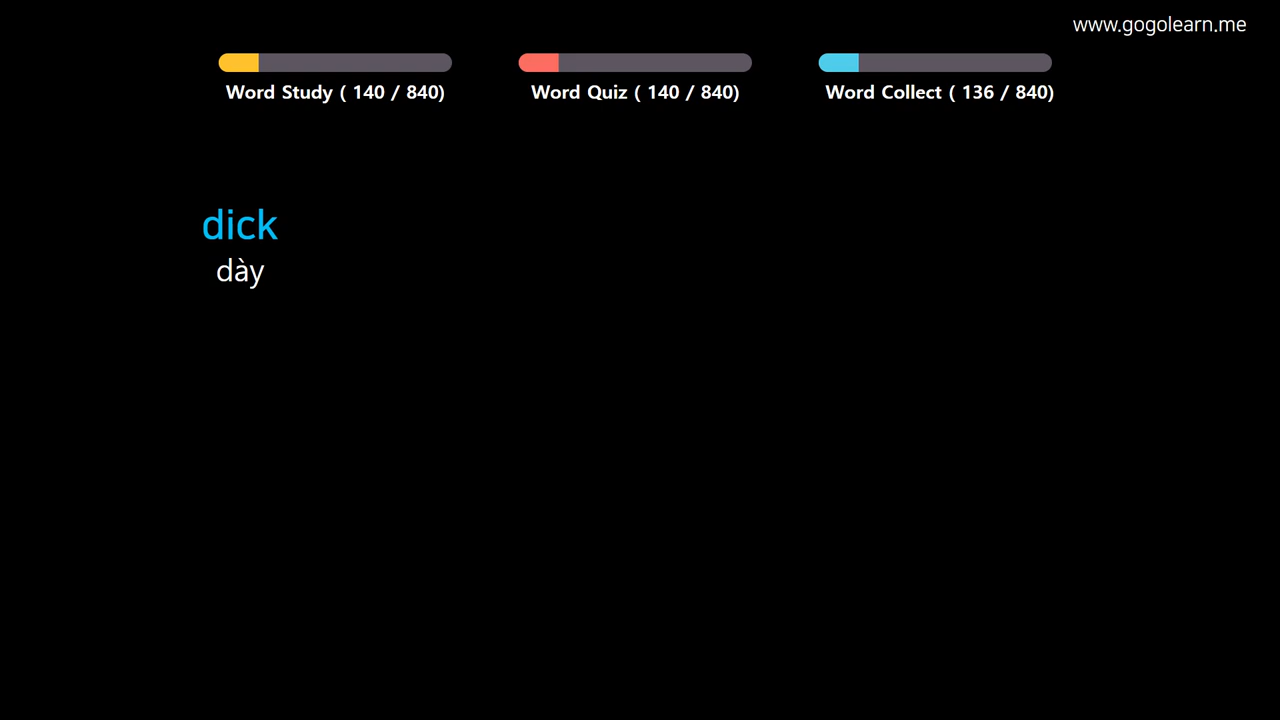 www.gogolearn.me
Word Study ( 140 / 840)
Word Quiz ( 140 / 840)
Word Collect ( 136 / 840)
dick
dày